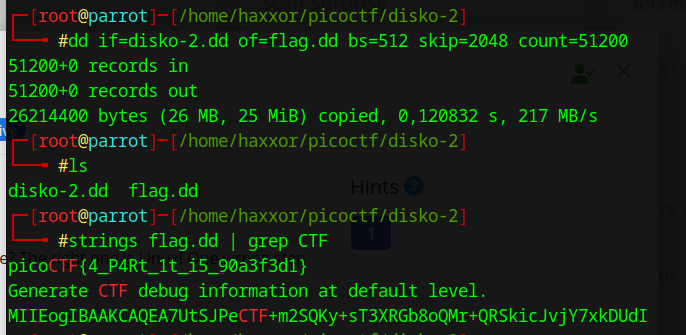 Secre
┌─[root@parrot]─[/home/haxxor/picoctf/disko-2]
└──╼ #dd if=disko-2.dd of=flag.dd bs=512 skip=2048 count=51200
51200+0 records in
51200+0 records out
26214400 bytes (26 MB, 25 MiB) copied, 0,120832 s, 217 MB/s
┌─[root@parrot]─[/home/haxxor/picoctf/disko-2]
└──╼ #ls
disko-2.dd  flag.dd
Hints ?
┌─[root@parrot]─[/home/haxxor/picoctf/disko-2]
└──╼ #strings flag.dd | grep CTF
1
picoCTF{4_P4Rt_1t_i5_90a3f3d1}
Generate CTF debug information at default level.
MIIEogIBAAKCAQEA7UtSJPeCTF+m2SQKy+sT3XRGb8oQMr+QRSkicJvjY7xkDUdI